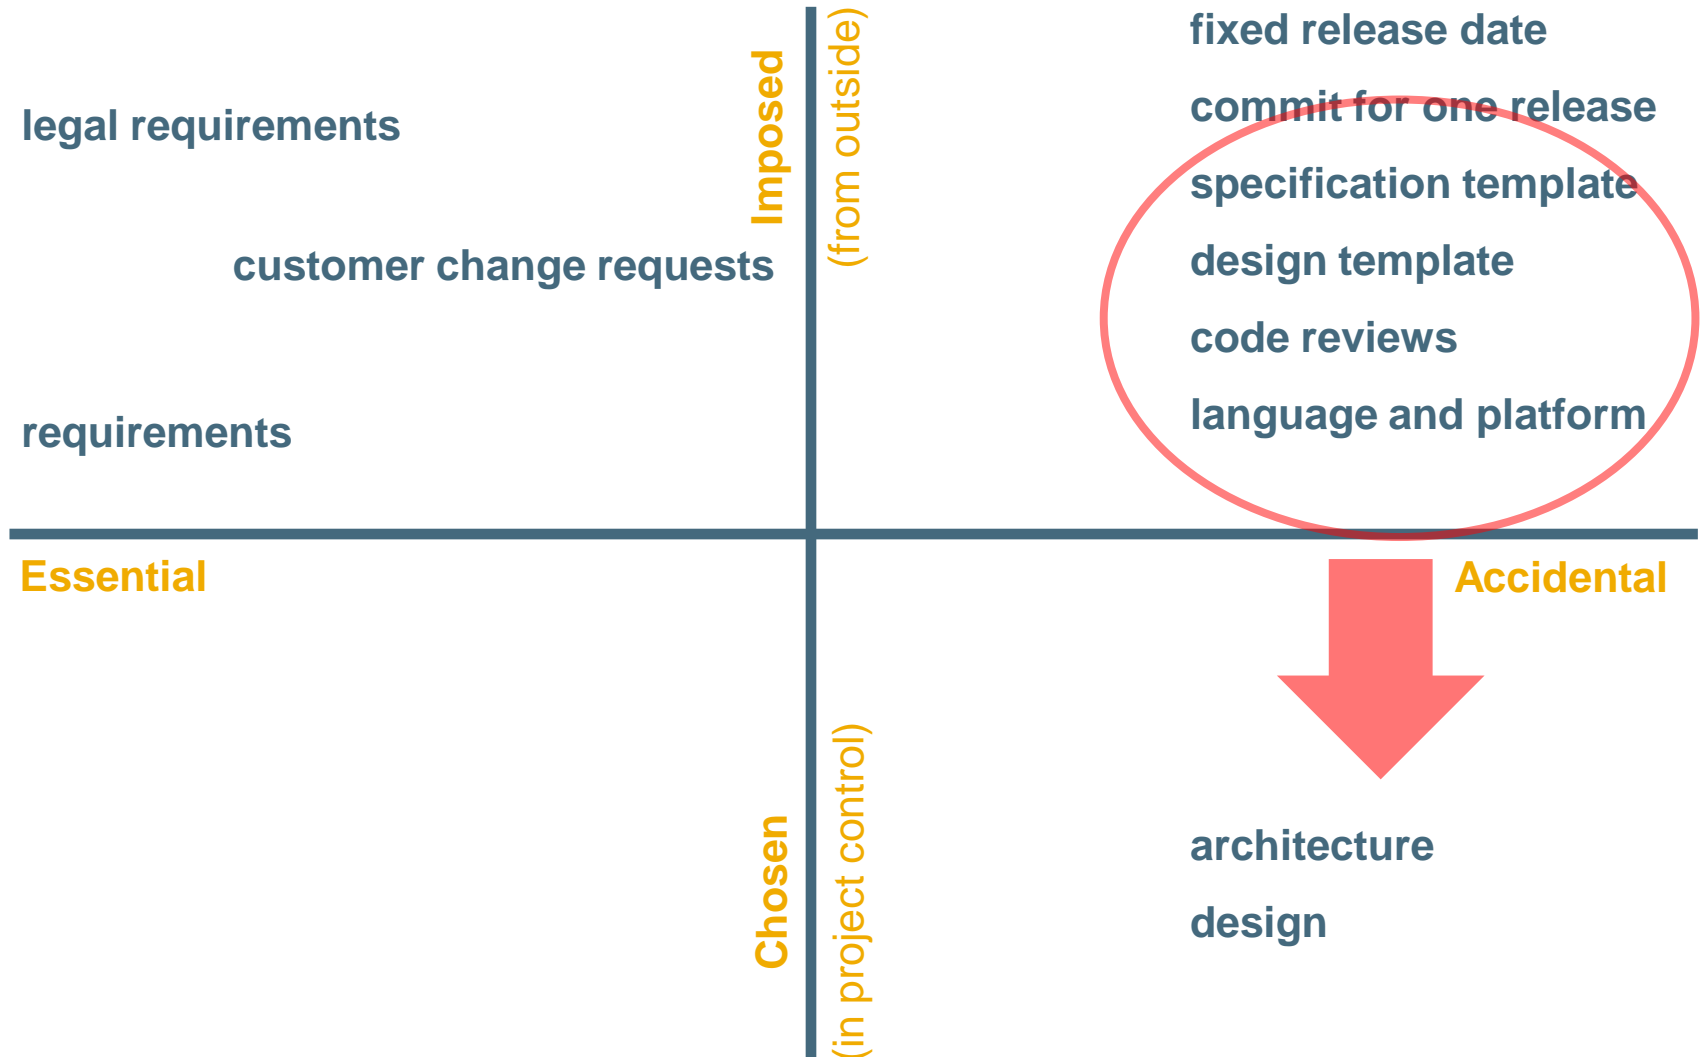 fixed release date
commit for one release
legal requirements
specification template
customer change requests
design template
code reviews
language and platform
requirements
Imposed
(from outside)
Essential
Accidental
Chosen
(in project control)
architecture
design